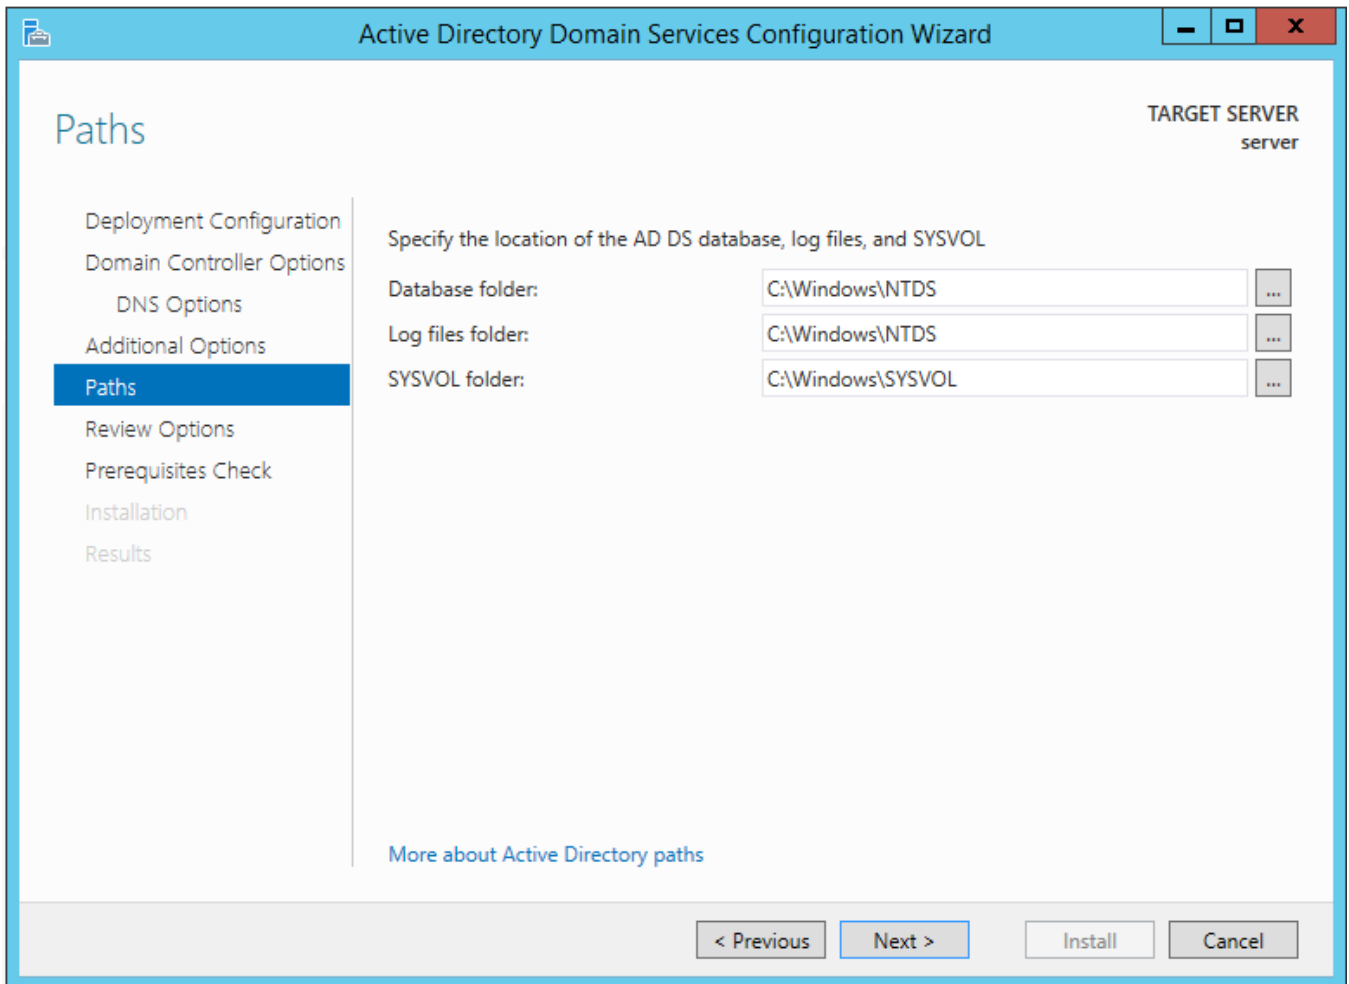 Active Directory Domain Services Configuration Wizard
Paths
TARGET SERVER
server
Deployment Configuration
Domain Controller Options
DNS Options
Additional Options
Paths
Review Options
Prerequisites Check
Installation
Results
Specify the location of the AD DS database, log files, and SYSVOL
Database folder: C:\Windows\NTDS ...
Log files folder: C:\Windows\NTDS ...
SYSVOL folder: C:\Windows\SYSVOL ...
More about Active Directory paths
< Previous Next > Install Cancel